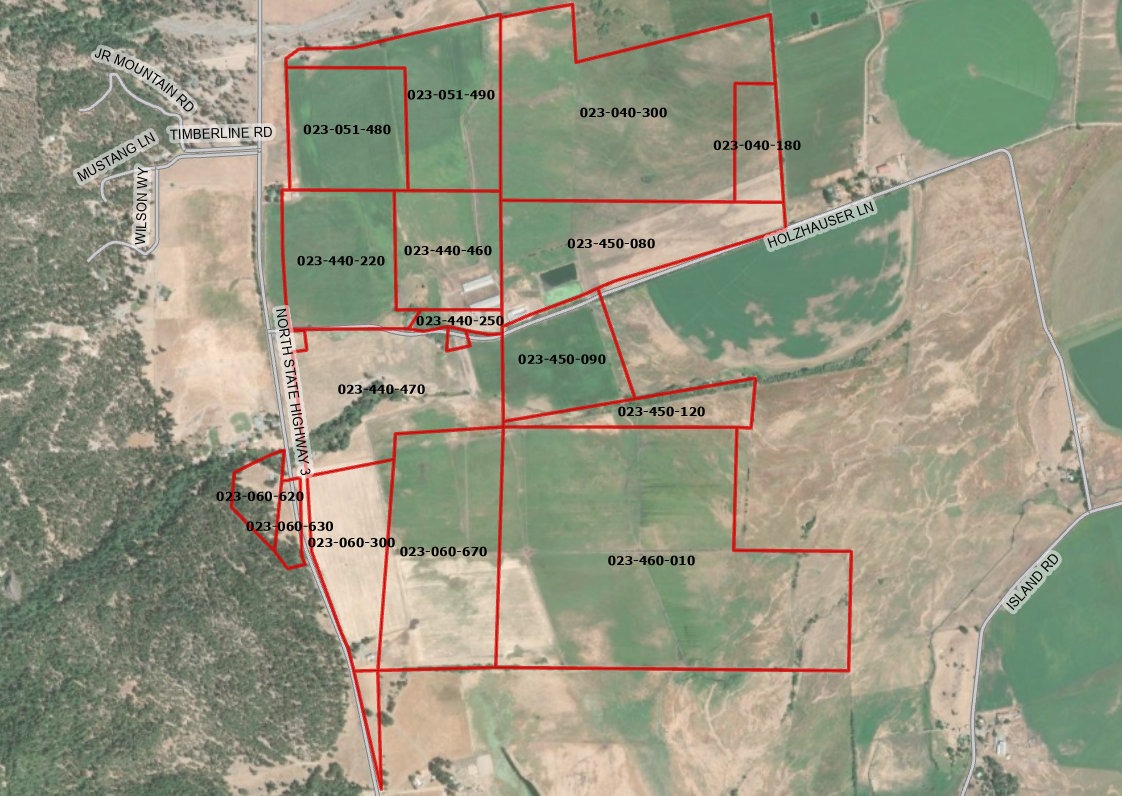 JR MOUNTAIN RD
023-051-490
023-040-300
023-051-480
TIMBERLINE RD
023-040-180
MUSTANG LN
WILSON WY
HOLZHAUSER LN
023-450-080
023-440-460
023-440-220
023-440-250
NORTH STATE HIGHWAY 3
023-450-090
023-440-470
023-450-120
023-060-620
023-060-630
023-060-300
023-060-670
023-460-010
ISLAND RD